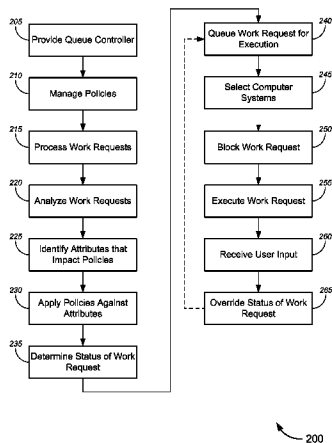 205
Provide Queue Controller
210
Manage Policies
215
Process Work Requests
220
Analyze Work Requests
225
Identify Attributes that
Impact Policies
230
Apply Policies Against
Attributes
235
Determine Status of Work
Request
240
Queue Work Request for
Execution
245
Select Computer
Systems
250
Block Work Request
255
Execute Work Request
260
Receive User Input
265
Override Status of Work
Request
200